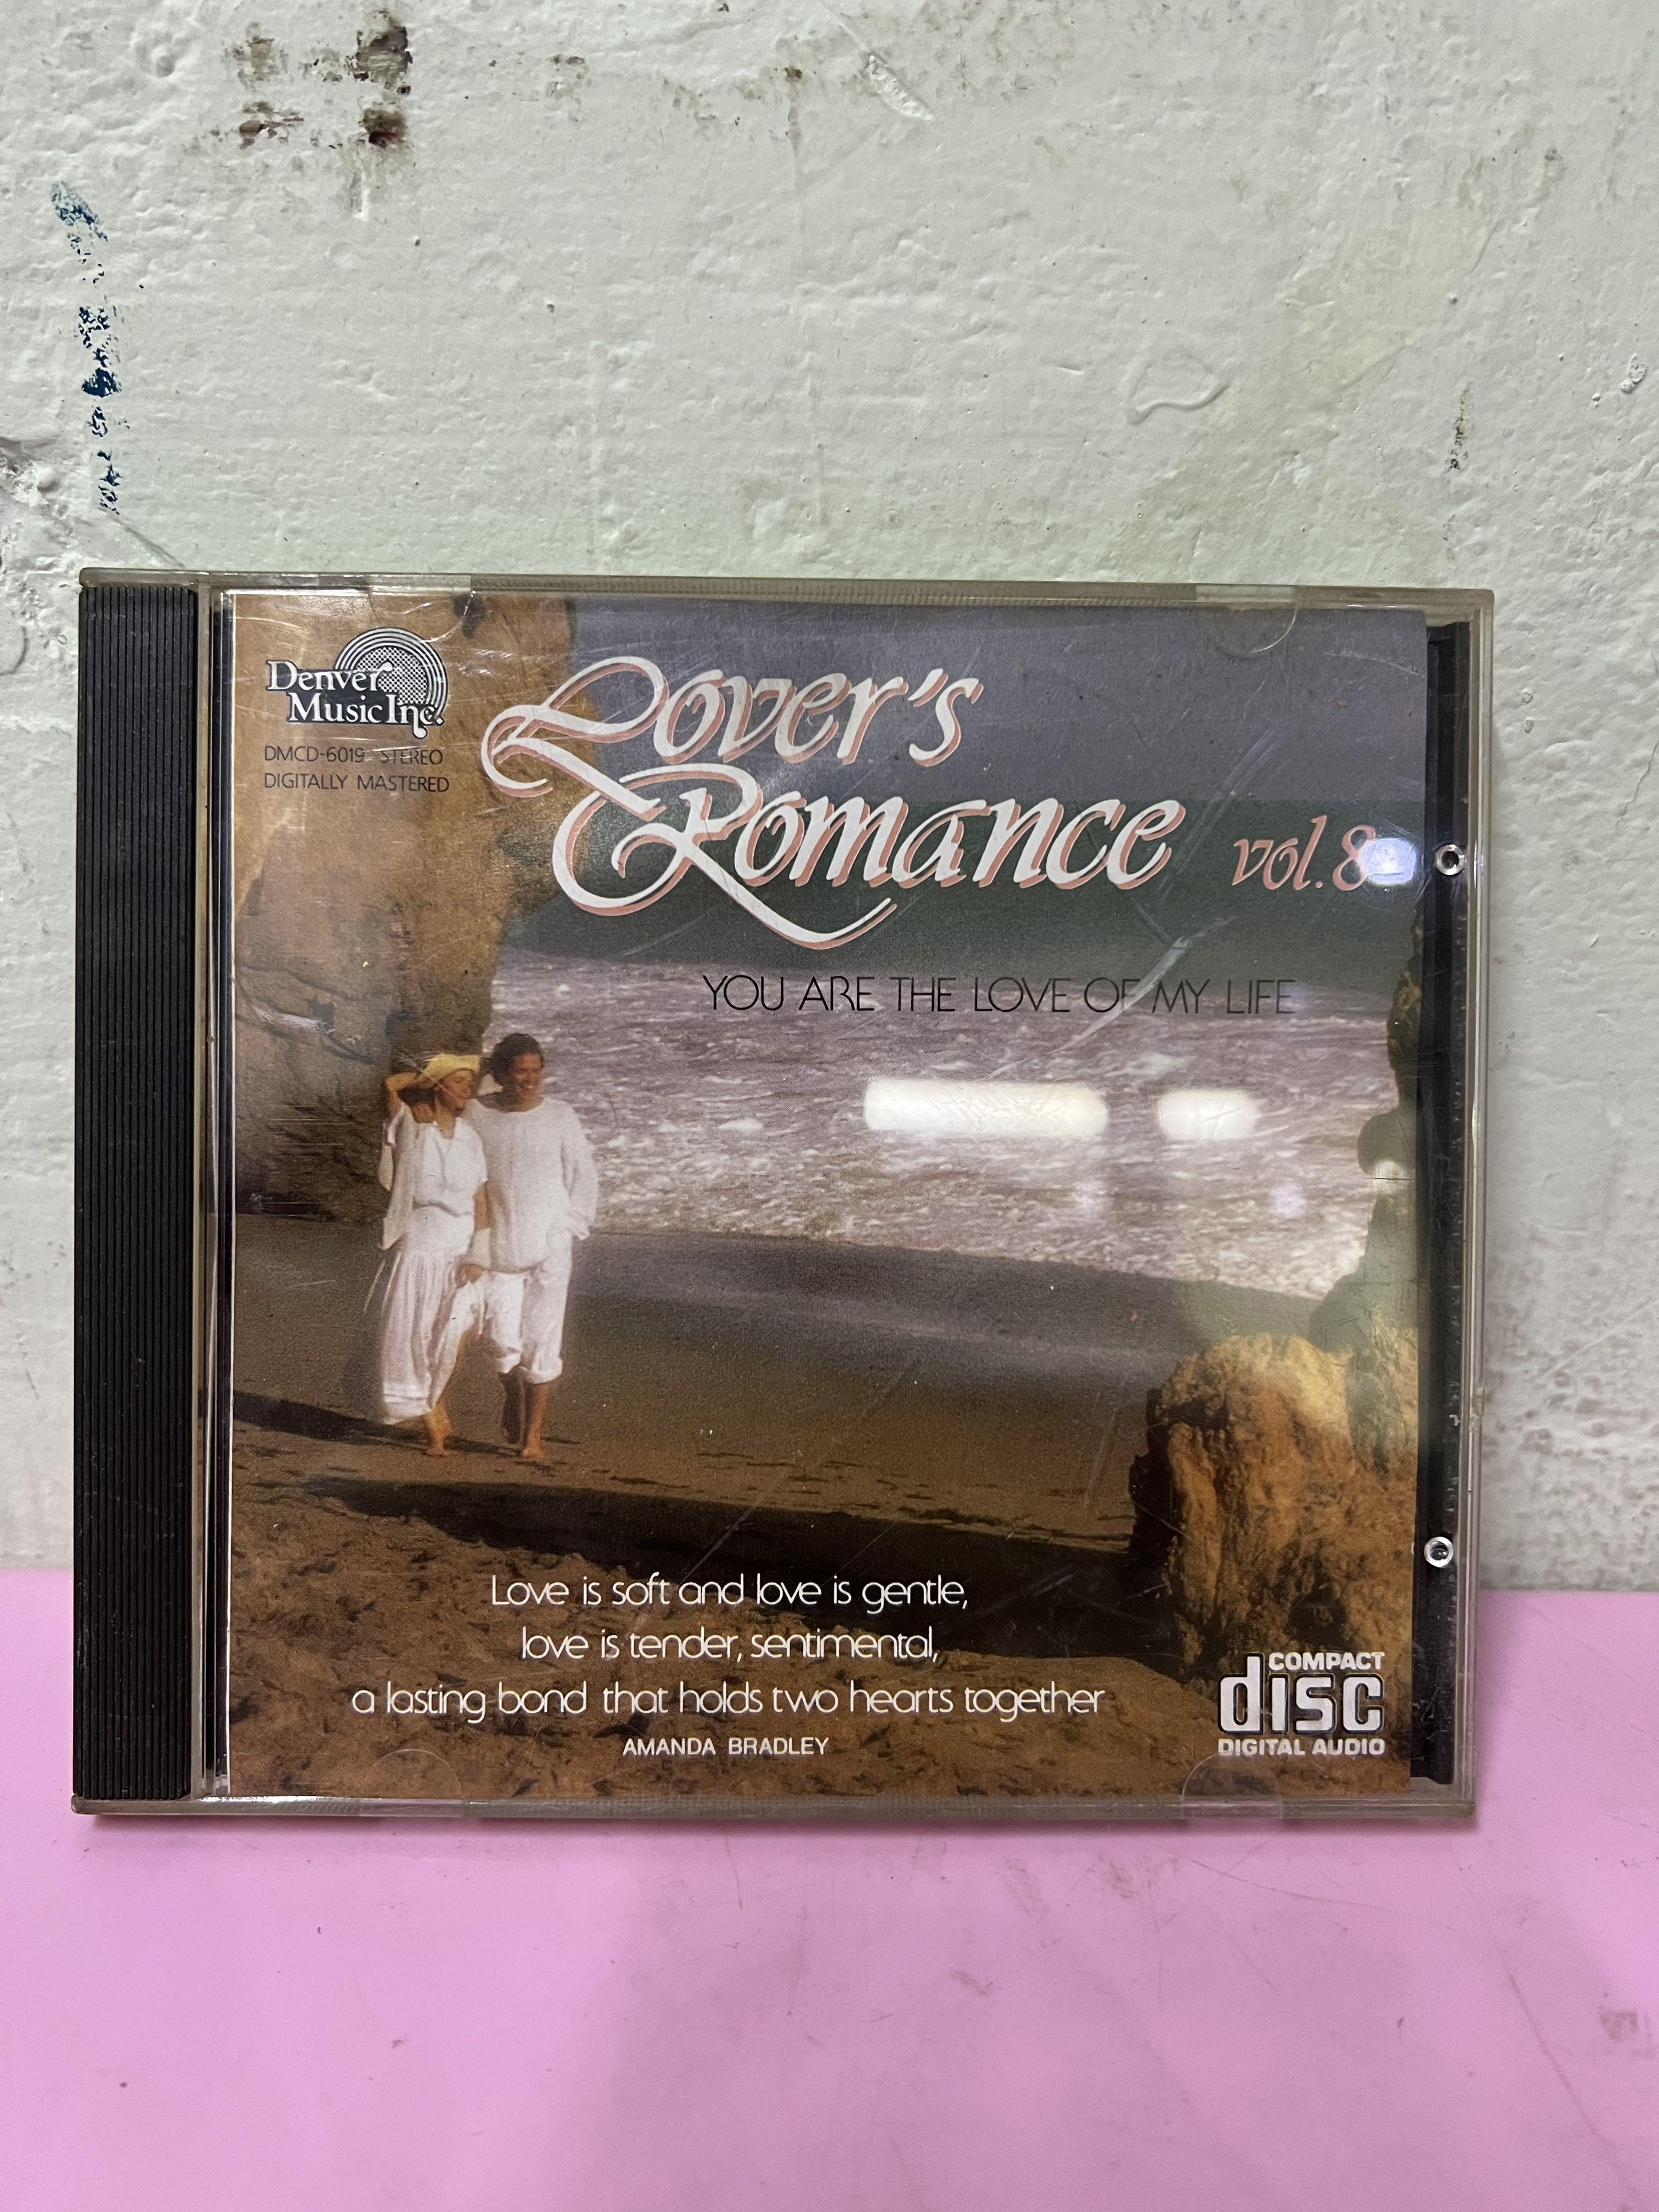 Denver
Music Inc.
DMCD-6019 STEREO
DIGITALLY MASTERED
Lover's
Romance vol.8
YOU ARE THE LOVE OF MY LIFE
Love is soft and love is gentle,
love is tender, sentimental,
a lasting bond that holds two hearts together
AMANDA BRADLEY
COMPACT
disc
DIGITAL AUDIO